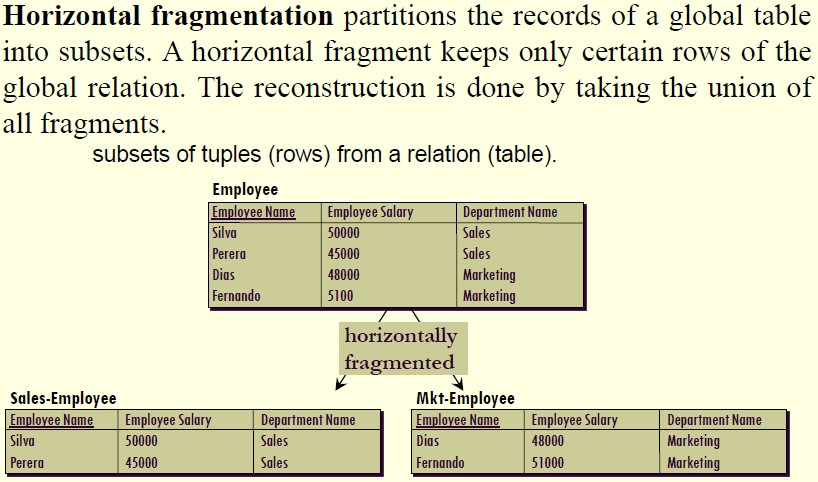 Horizontal fragmentation partitions the records of a global table
into subsets. A horizontal fragment keeps only certain rows of the
global relation. The reconstruction is done by taking the union of
all fragments.
subsets of tuples (rows) from a relation (table).
Employee
Employee Name Employee Salary Department Name
Silva 50000 Sales
Perera 45000 Sales
Dias 48000 Marketing
Fernando 5100 Marketing
horizontally
fragmented
Sales-Employee
Employee Name Employee Salary Department Name
Silva 50000 Sales
Perera 45000 Sales
Mkt-Employee
Employee Name Employee Salary Department Name
Dias 48000 Marketing
Fernando 51000 Marketing